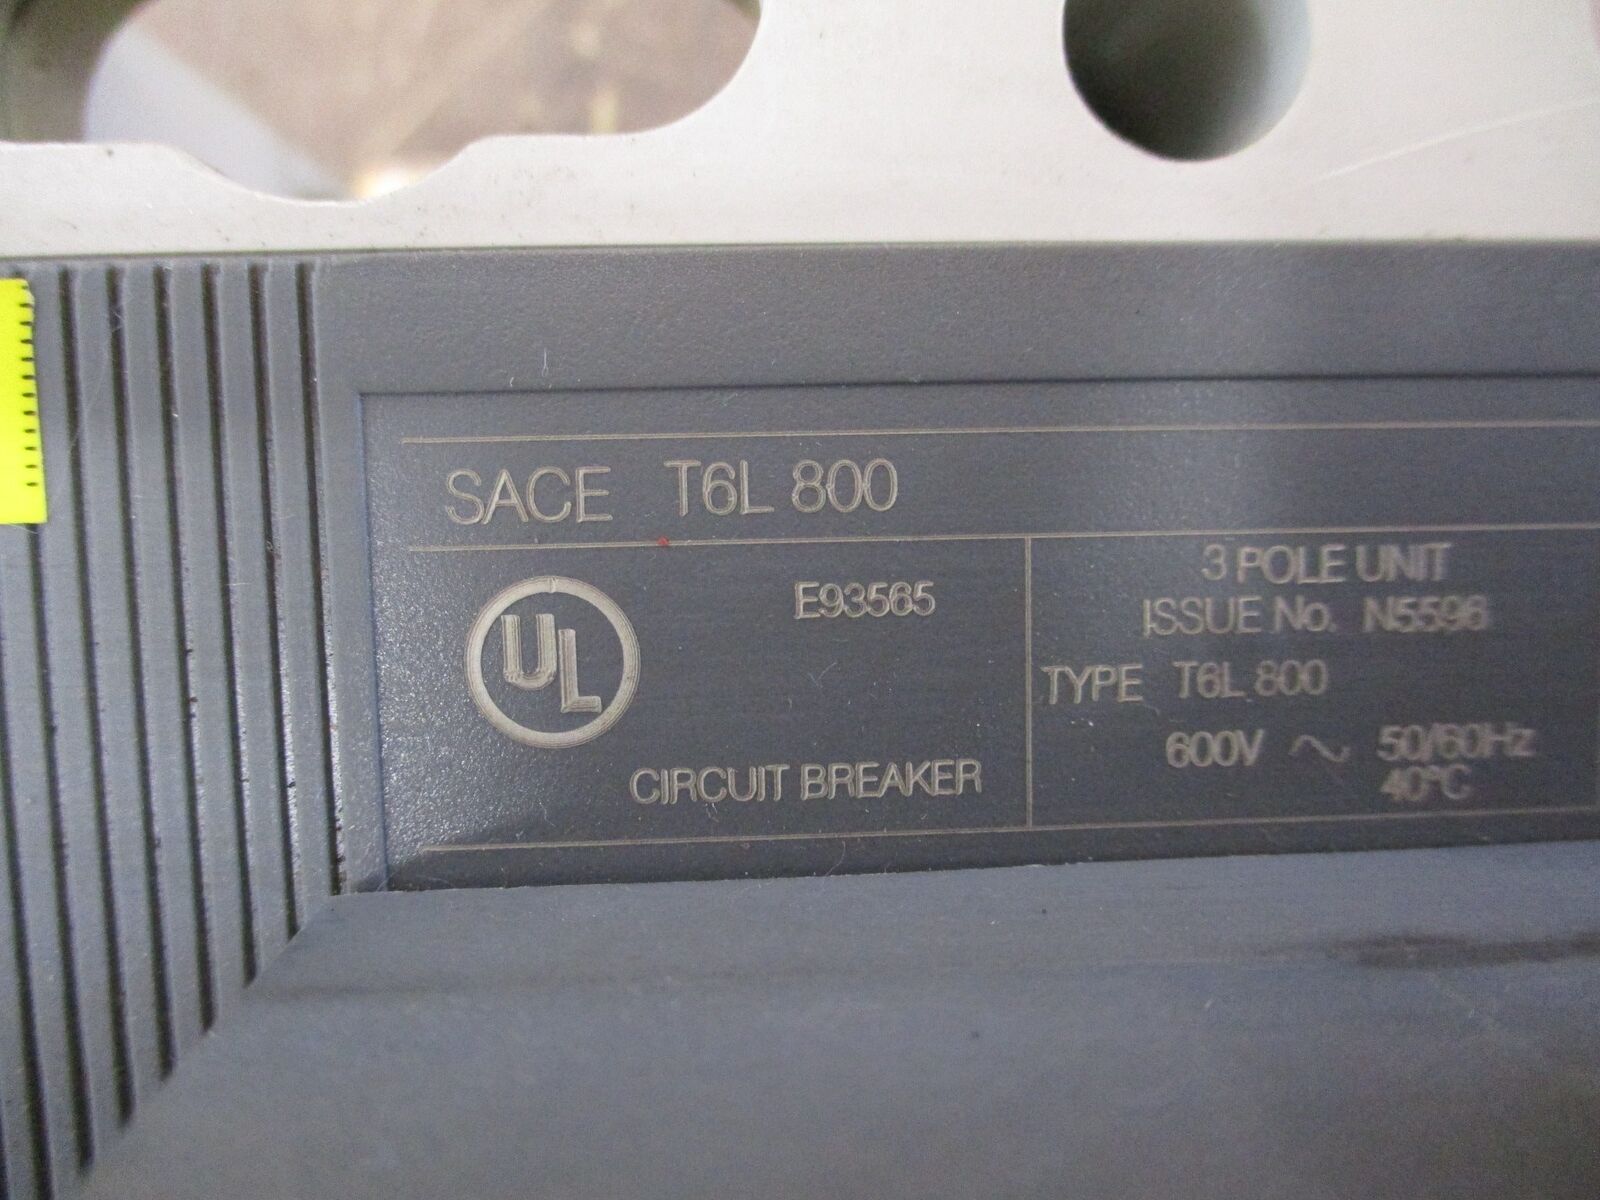 SACE T6L 800
UL
E93565
CIRCUIT BREAKER
3 POLE UNIT
ISSUE No. N5596
TYPE T6L 800
600V ~ 50/60Hz
40°C